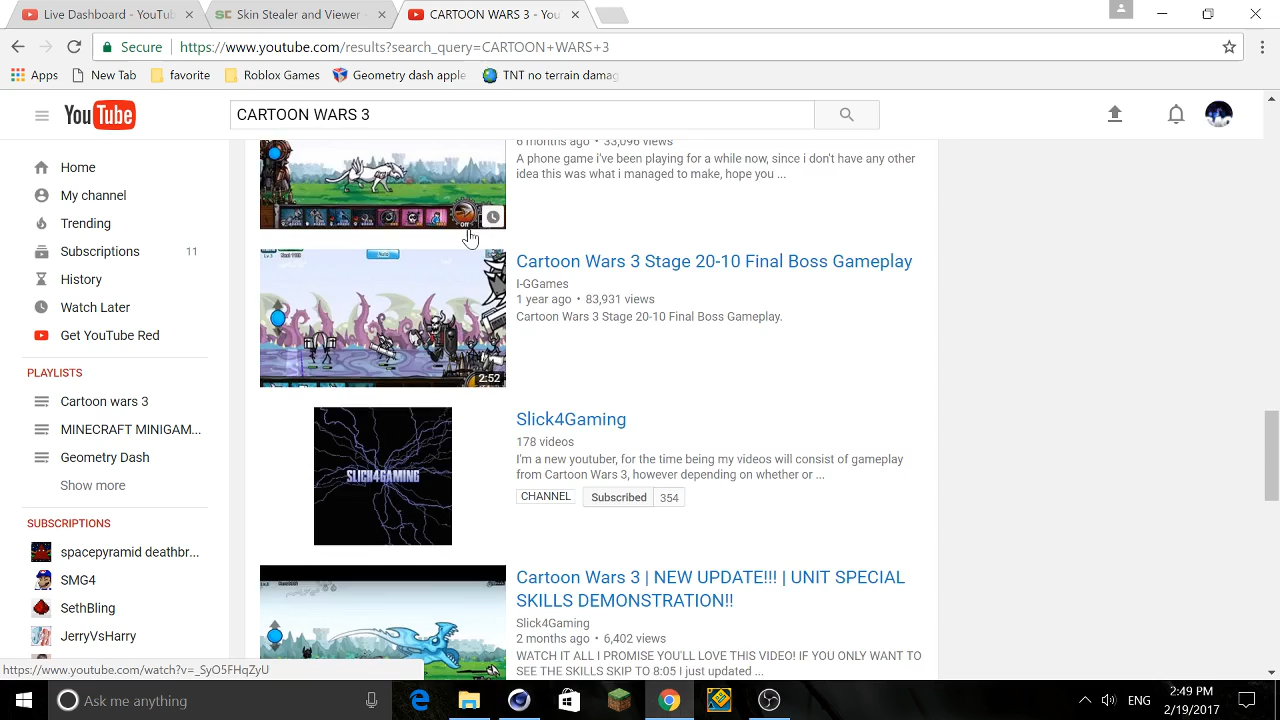 Dubbed you - YouTu
Skin Stealer and Viewer -
CARTOON WARS 3 - You
Secure https://www.youtube.com/results?search_query=CARTOON+WARS+3
Apps New Tab favorite Roblox Games Geometry dash apple TNT no terrain damag
YouTube CARTOON WARS 3
6 months ago • 33,096 views
A phone game i've been playing for a while now, since i don't have any other
idea this was what i managed to make, hope you ...
Off
Cartoon Wars 3 Stage 20-10 Final Boss Gameplay
I-GGames
1 year ago • 83,931 views
Cartoon Wars 3 Stage 20-10 Final Boss Gameplay.
2:52
Slick4Gaming
178 videos
I'm a new youtuber, for the time being my videos will consist of gameplay
from Cartoon Wars 3, however depending on whether or ...
CHANNEL Subscribed 354
SLICK4GAMING
Cartoon Wars 3 | NEW UPDATE!!! | UNIT SPECIAL
SKILLS DEMONSTRATION!!
Slick4Gaming
2 months ago • 6,402 views
WATCH IT ALL I PROMISE YOU'LL LOVE THIS VIDEO! IF YOU ONLY WANT TO
SEE THE SKILLS SKIP TO 8:05 I just updated ...
Home
My channel
Trending
Subscriptions 11
History
Watch Later
Get YouTube Red
PLAYLISTS
Cartoon wars 3
MINECRAFT MINIGAM...
Geometry Dash
Show more
SUBSCRIPTIONS
spacepyramid deathbr...
SMG4
SethBling
JerryVsHarry
https://www.youtube.com/watch?v=_SyO5FHqZyU
Ask me anything
ENG
2:49 PM
2/19/2017